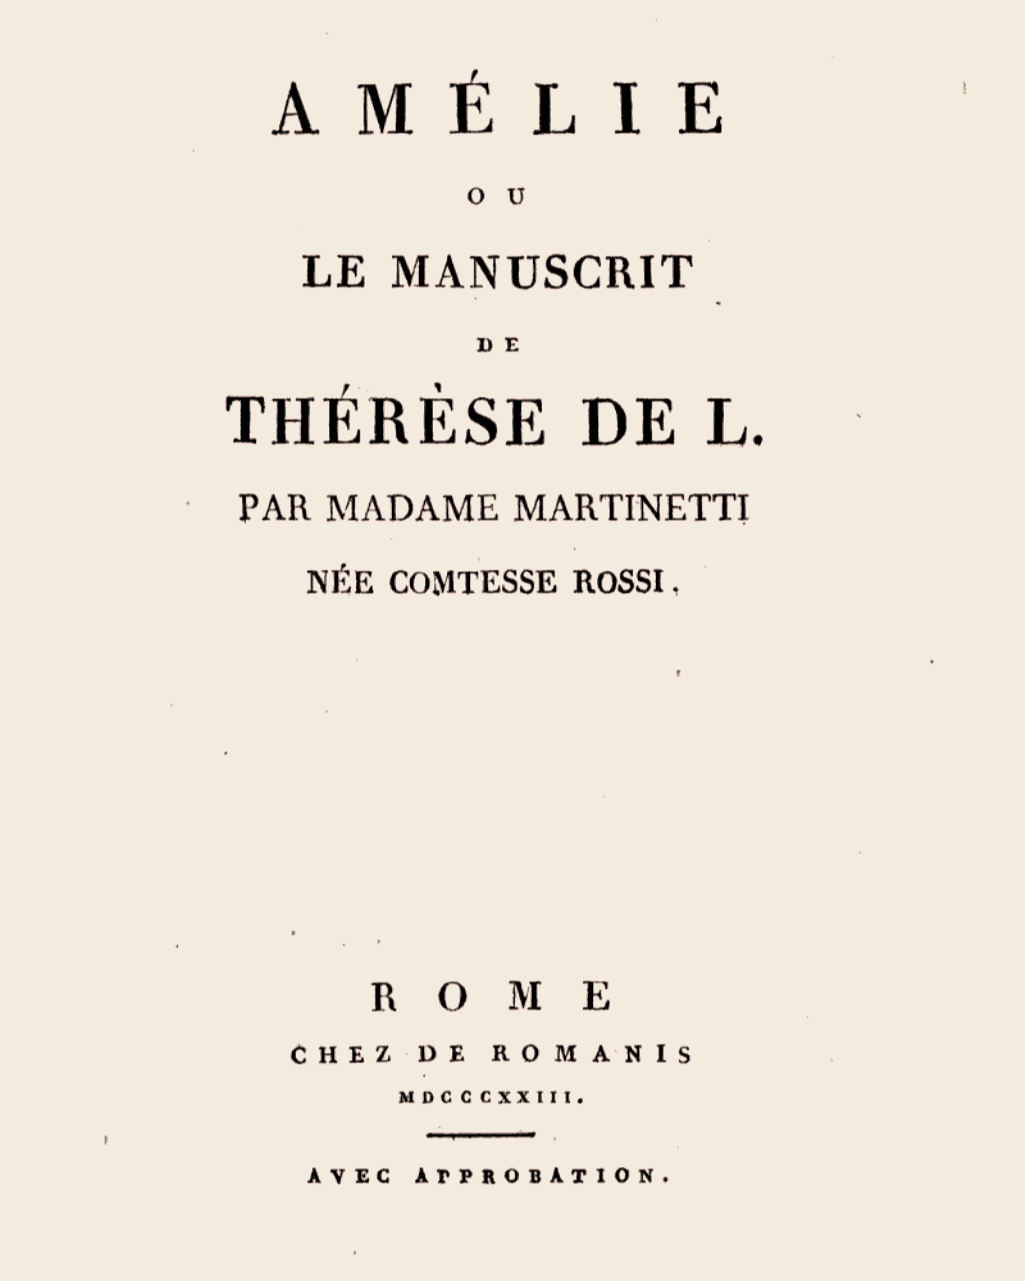 AMÉLIE
OU
LE MANUSCRIT
DE
THÉRÈSE DE L.
PAR MADAME MARTINETTI
NÉE COMTESSE ROSSI.
ROME
CHEZ DE ROMANIS
MDCCCXXIII.
AVEC APPROBATION.